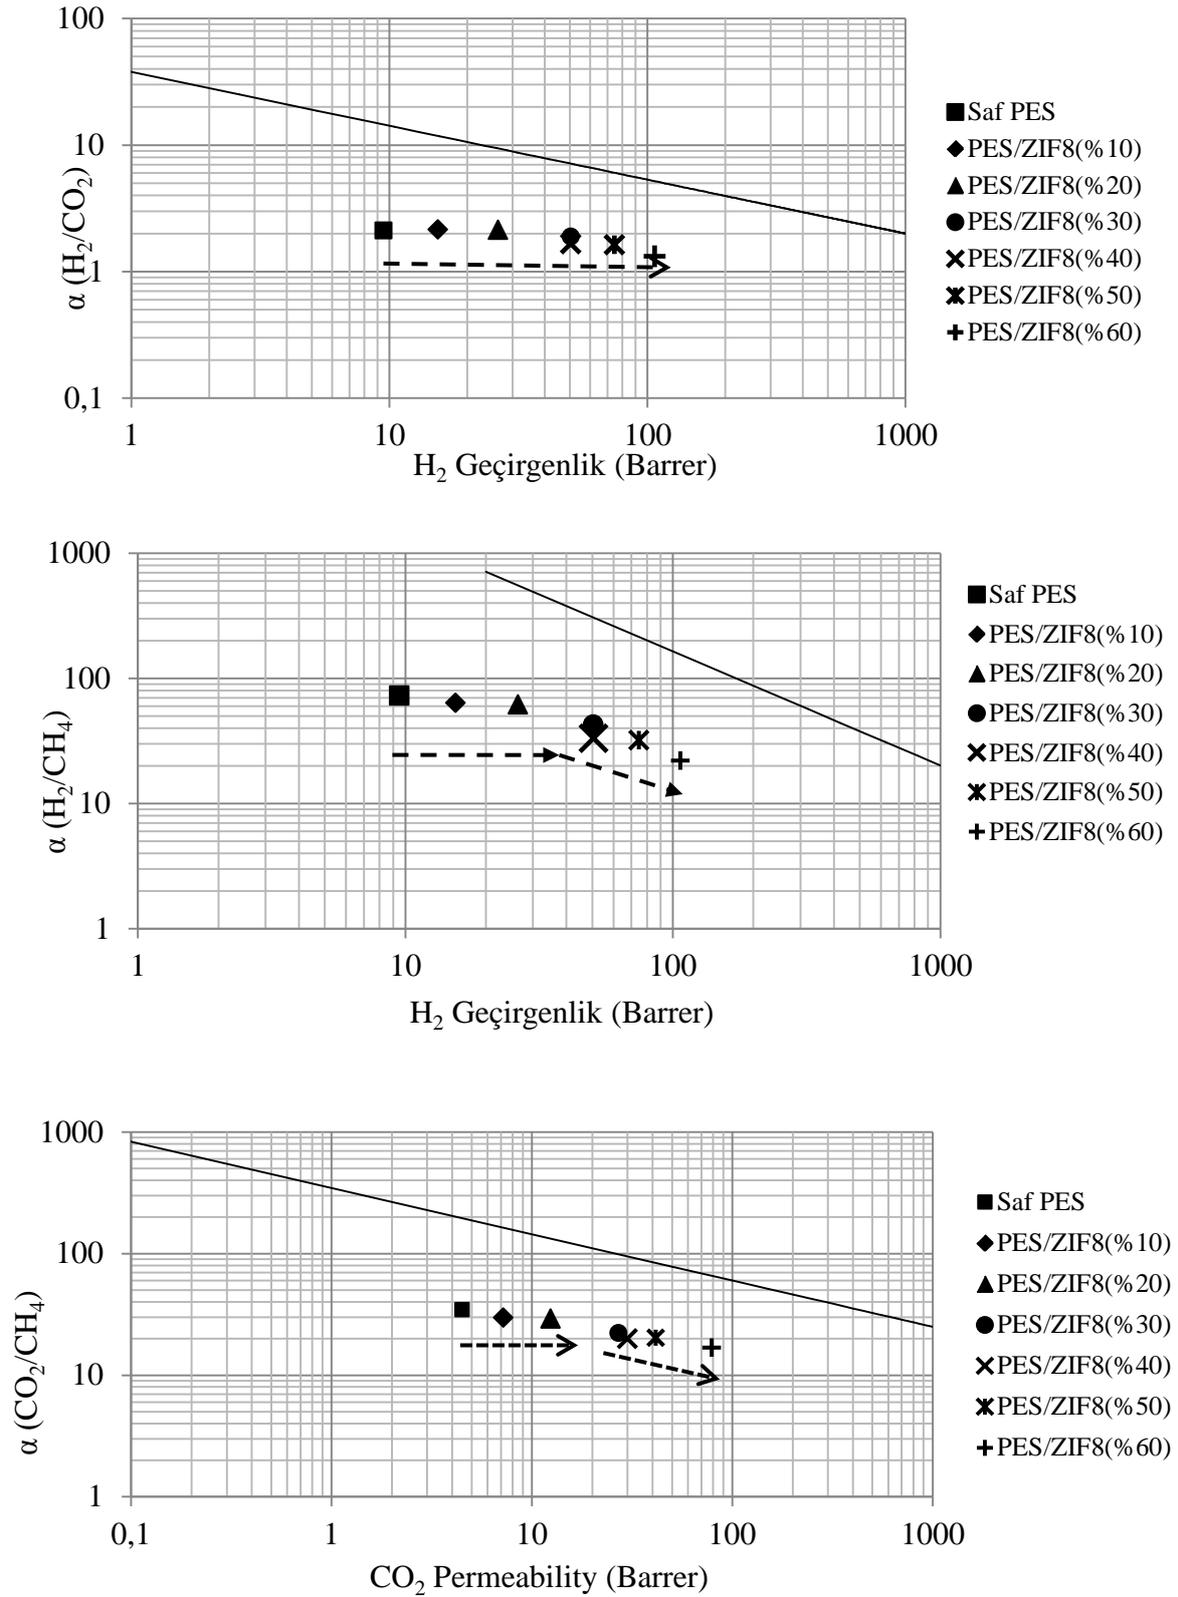 100
10
1
0,1
α (H2/CO2)
1 10 100 1000
H2 Geçirgenlik (Barrer)
Saf PES
PES/ZIF8(%10)
PES/ZIF8(%20)
PES/ZIF8(%30)
PES/ZIF8(%40)
PES/ZIF8(%50)
PES/ZIF8(%60)
1000
100
10
1
α (H2/CH4)
1 10 100 1000
H2 Geçirgenlik (Barrer)
Saf PES
PES/ZIF8(%10)
PES/ZIF8(%20)
PES/ZIF8(%30)
PES/ZIF8(%40)
PES/ZIF8(%50)
PES/ZIF8(%60)
1000
100
10
1
α (CO2/CH4)
0,1 1 10 100 1000
CO2 Permeability (Barrer)
Saf PES
PES/ZIF8(%10)
PES/ZIF8(%20)
PES/ZIF8(%30)
PES/ZIF8(%40)
PES/ZIF8(%50)
PES/ZIF8(%60)